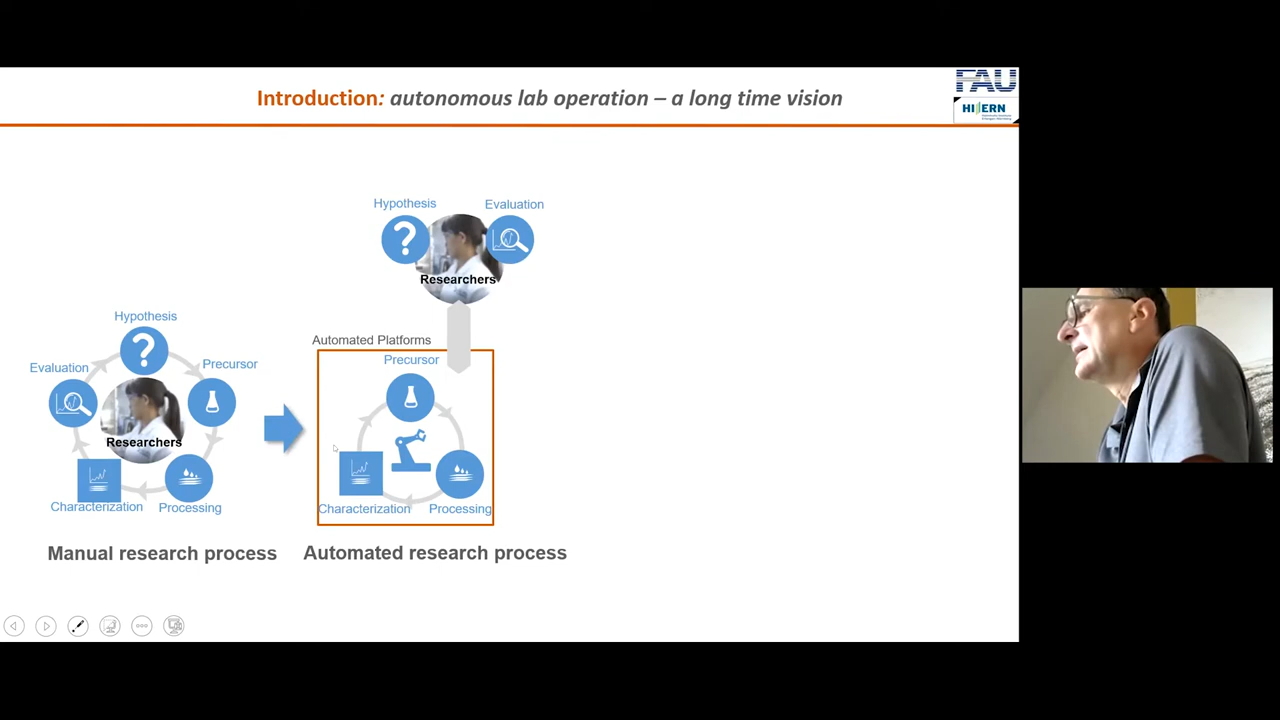 Introduction: autonomous lab operation – a long time vision
FAU
HI ERN
Hypothesis
Evaluation
Researchers
Hypothesis
Evaluation
Precursor
Researchers
Characterization
Processing
Automated Platforms
Precursor
Characterization
Processing
Manual research process
Automated research process